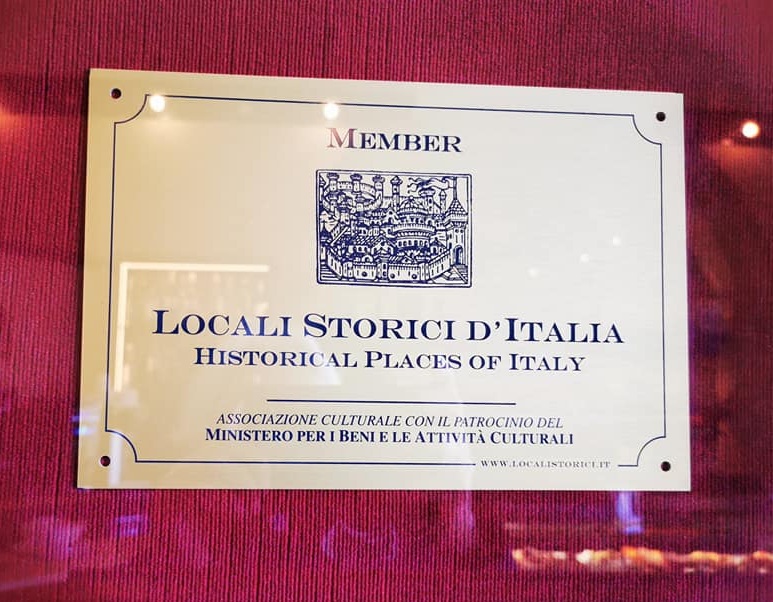 MEMBER
LOCALI STORICI D'ITALIA
HISTORICAL PLACES OF ITALY
ASSOCIAZIONE CULTURALE CON IL PATROCINIO DEL
MINISTERO PER I BENI E LE ATTIVITÀ CULTURALI
WWW.LOCALISTORICI.IT